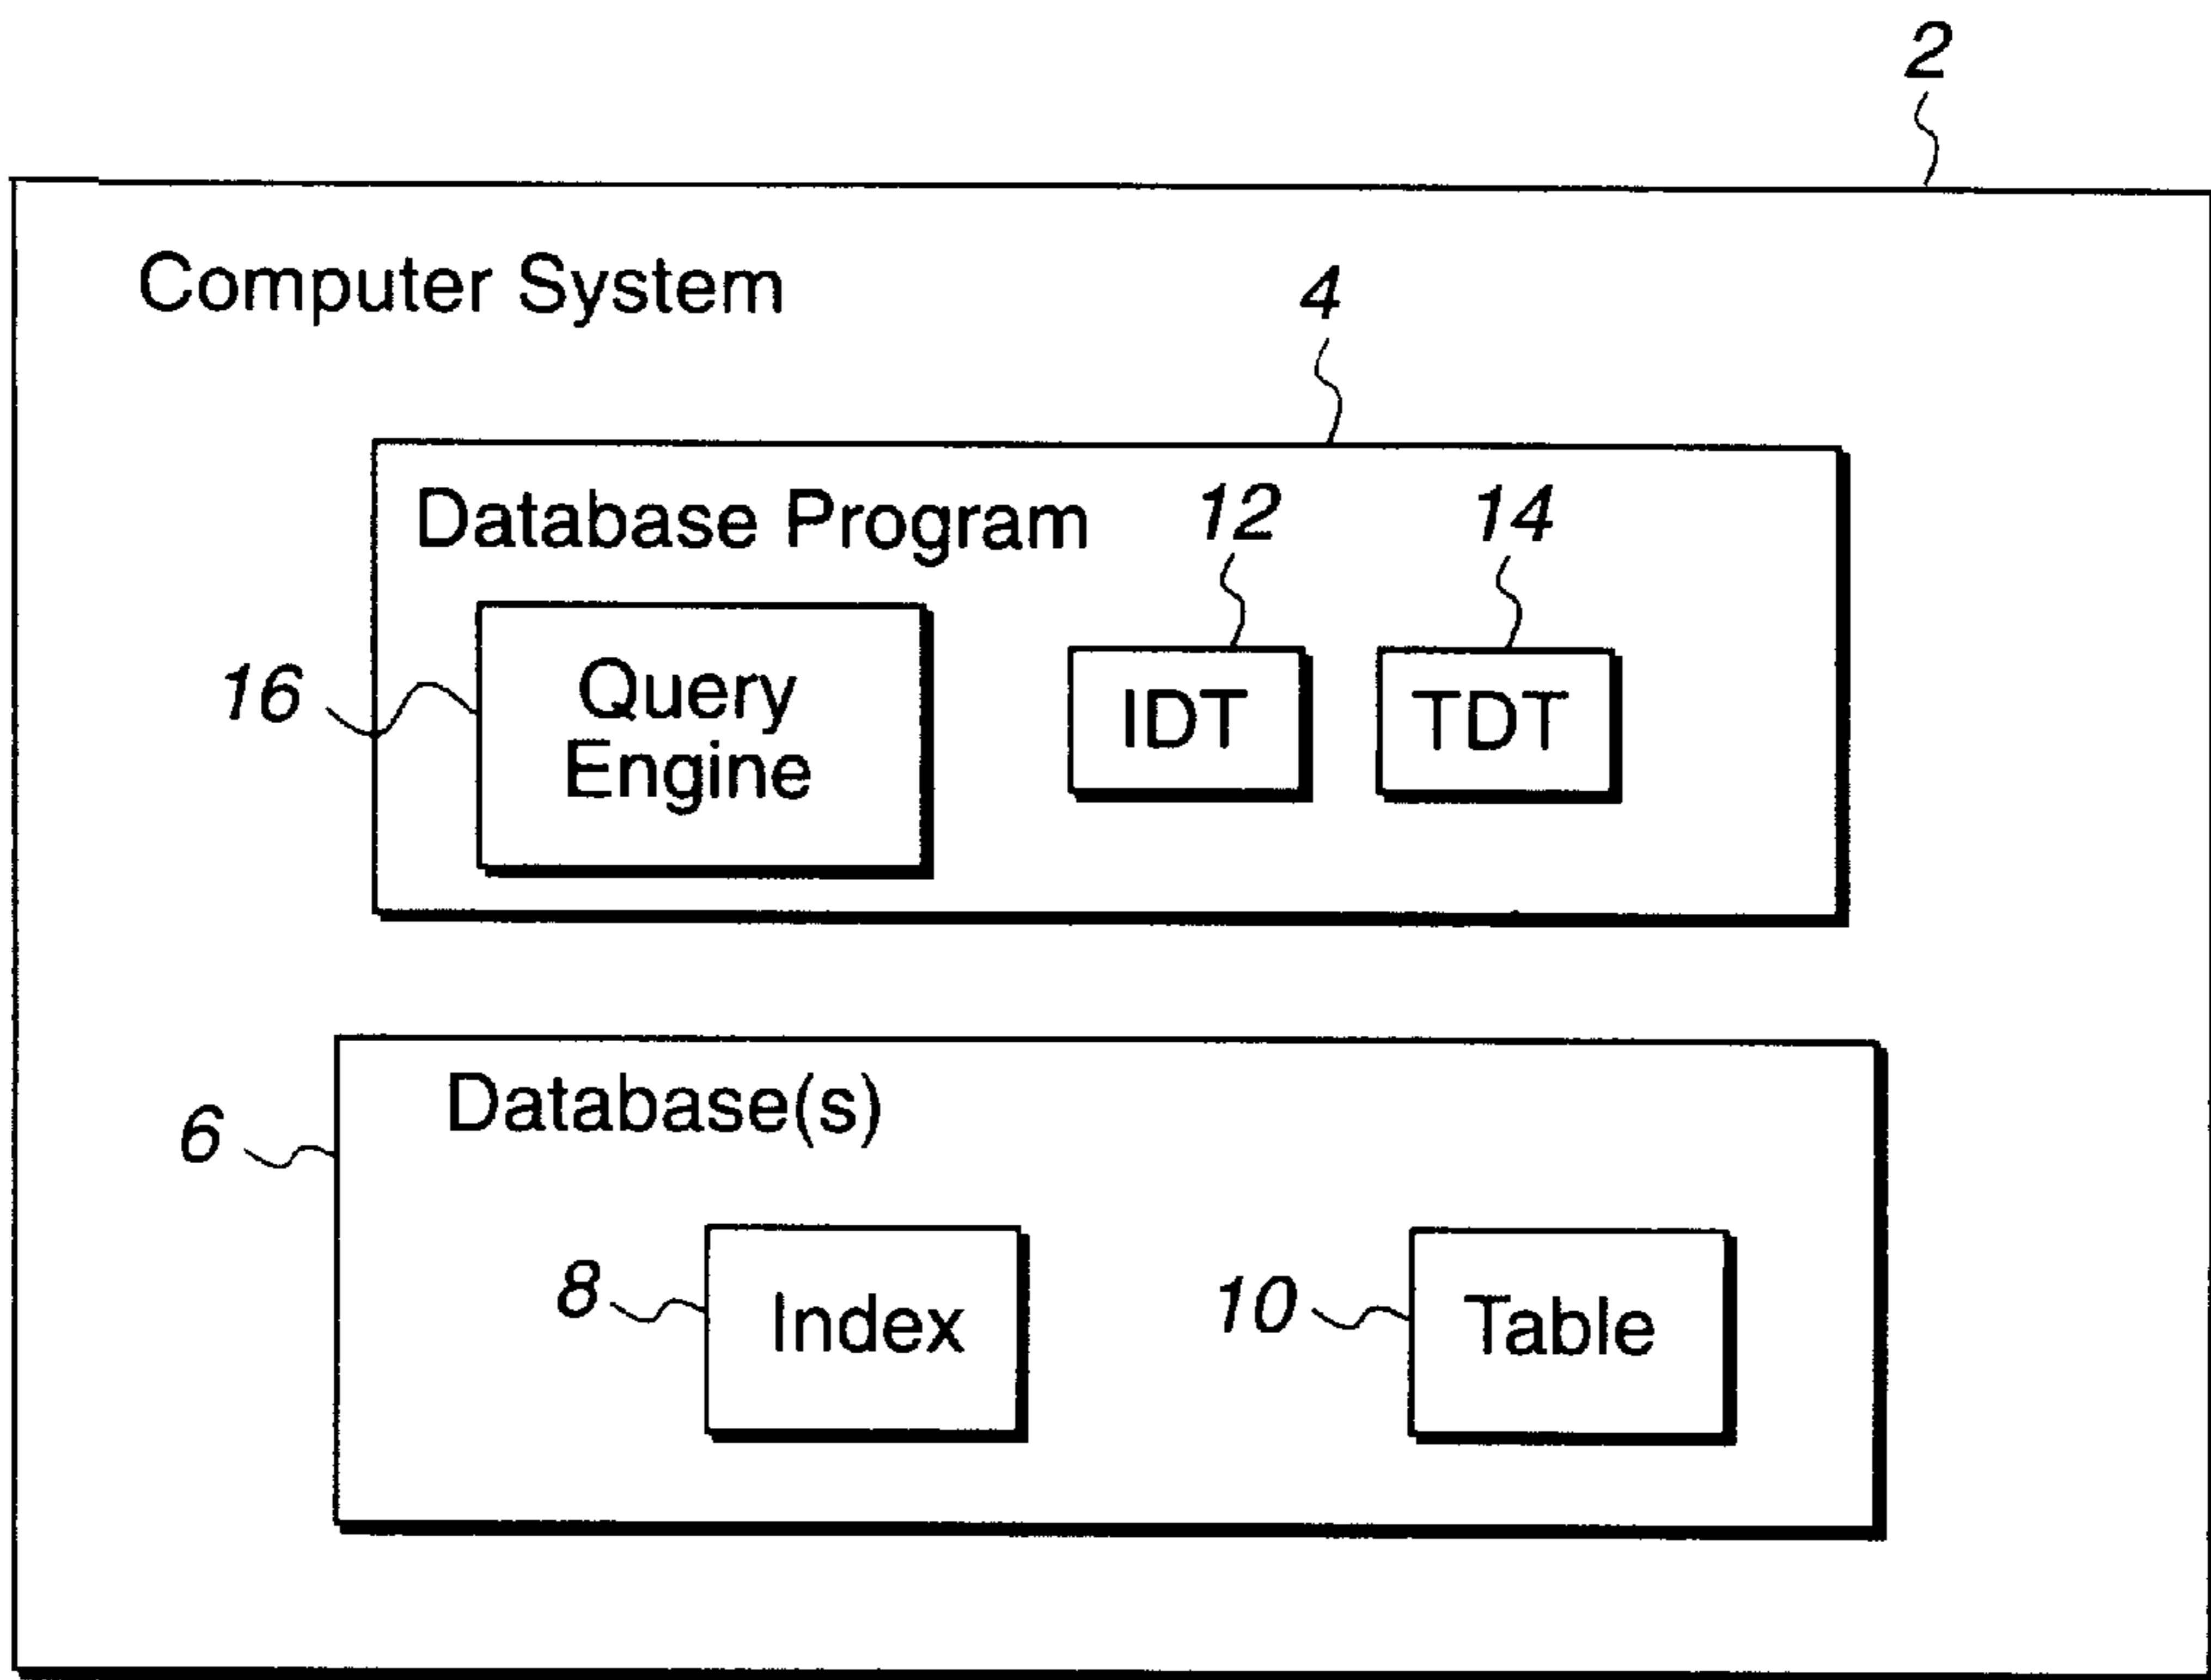 2
Computer System
4
Database Program
12
14
16
Query
Engine
IDT
TDT
Database(s)
6
8
Index
10
Table